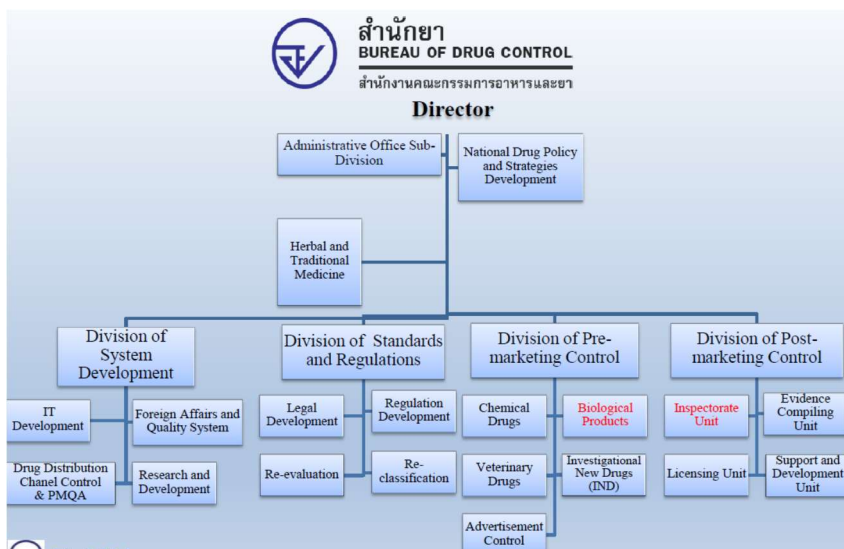 สำนักยา
BUREAU OF DRUG CONTROL
สำนักงานคณะกรรมการอาหารและยา
Director
Administrative Office Sub-
Division
National Drug Policy
and Strategies
Development
Herbal and
Traditional
Medicine
Division of
System
Development
Division of Standards
and Regulations
Division of Pre-
marketing Control
Division of Post-
marketing Control
IT
Development
Foreign Affairs and
Quality System
Drug Distribution
Chanel Control
& PMQA
Research and
Development
Legal
Development
Regulation
Development
Re-evaluation
Re-
classification
Chemical
Drugs
Biological
Products
Veterinary
Drugs
Investigational
New Drugs
(IND)
Advertisement
Control
Inspectorate
Unit
Evidence
Compiling
Unit
Licensing Unit
Support and
Development
Unit